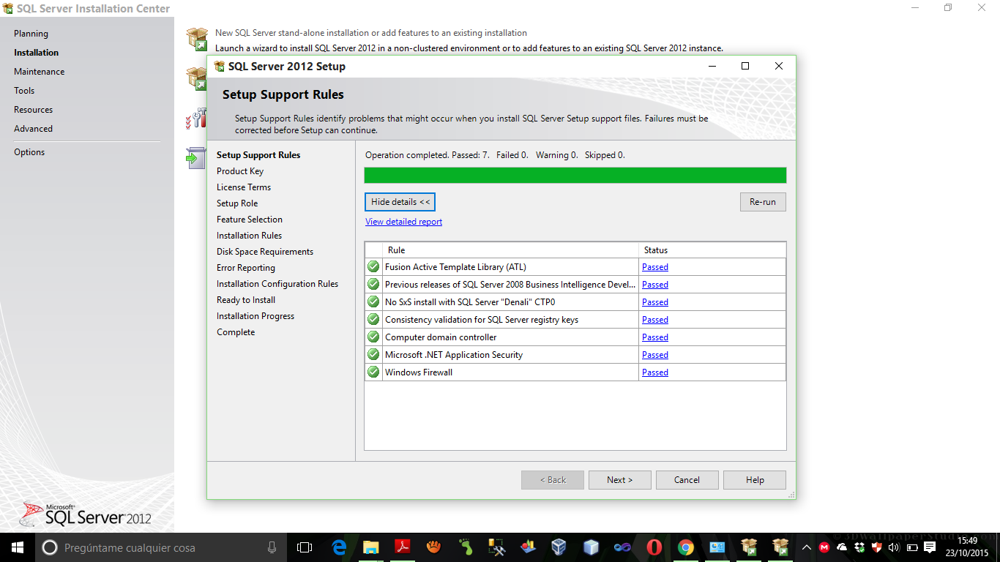 SQL Server Installation Center
Planning
Installation
Maintenance
Tools
Resources
Advanced
Options
New SQL Server stand-alone installation or add features to an existing installation
Launch a wizard to install SQL Server 2012 in a non-clustered environment or to add features to an existing SQL Server 2012 instance.
SQL Server 2012 Setup
Setup Support Rules
Setup Support Rules identify problems that might occur when you install SQL Server Setup support files. Failures must be
corrected before Setup can continue.
Setup Support Rules
Product Key
License Terms
Setup Role
Feature Selection
Installation Rules
Disk Space Requirements
Error Reporting
Installation Configuration Rules
Ready to Install
Installation Progress
Complete
Operation completed. Passed: 7. Failed 0. Warning 0. Skipped 0.
Hide details <<
Re-run
View detailed report
Rule Status
Fusion Active Template Library (ATL) Passed
Previous releases of SQL Server 2008 Business Intelligence Devel... Passed
No SxS install with SQL Server "Denali" CTP0 Passed
Consistency validation for SQL Server registry keys Passed
Computer domain controller Passed
Microsoft .NET Application Security Passed
Windows Firewall Passed
< Back Next > Cancel Help
Microsoft®
SQL Server® 2012
Pregúntame cualquier cosa
© 3DWallpaperStudio.com
15:49
23/10/2015